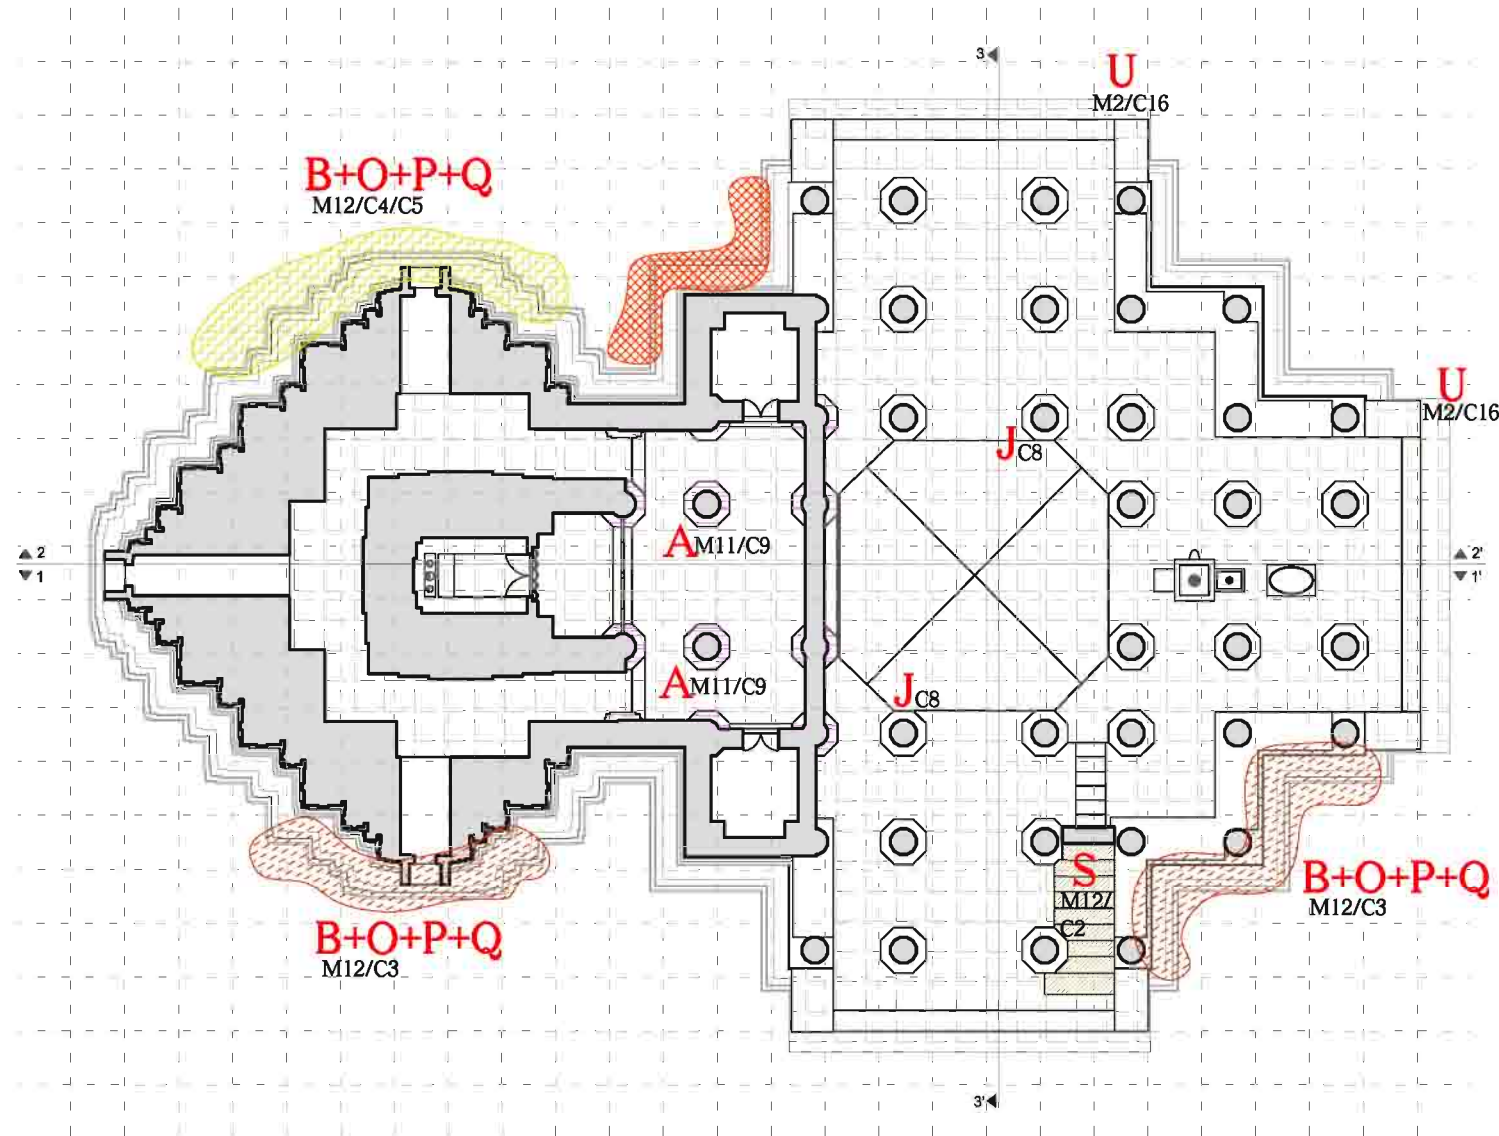 3
U
M2/C16
B+O+P+Q
M12/C4/C5
U
M2/C16
J C8
A M11/C9
2
1
2'
1'
A M11/C9
J C8
S
M12/
C2
B+O+P+Q
M12/C3
B+O+P+Q
M12/C3
3'